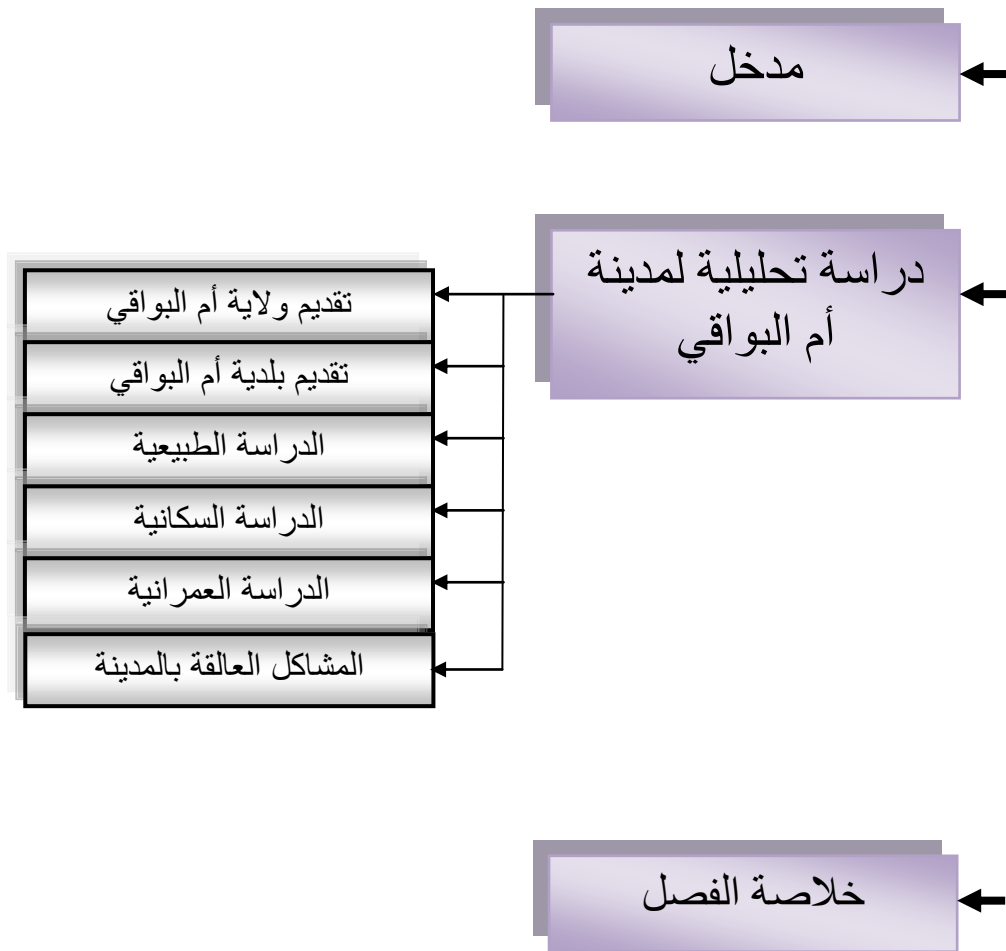 مدخل
دراسة تحليلية لمدينة
أم البواقي
تقديم ولاية أم البواقي
تقديم بلدية أم البواقي
الدراسة الطبيعية
الدراسة السكانية
الدراسة العمرانية
المشاكل العالقة بالمدينة
خلاصة الفصل